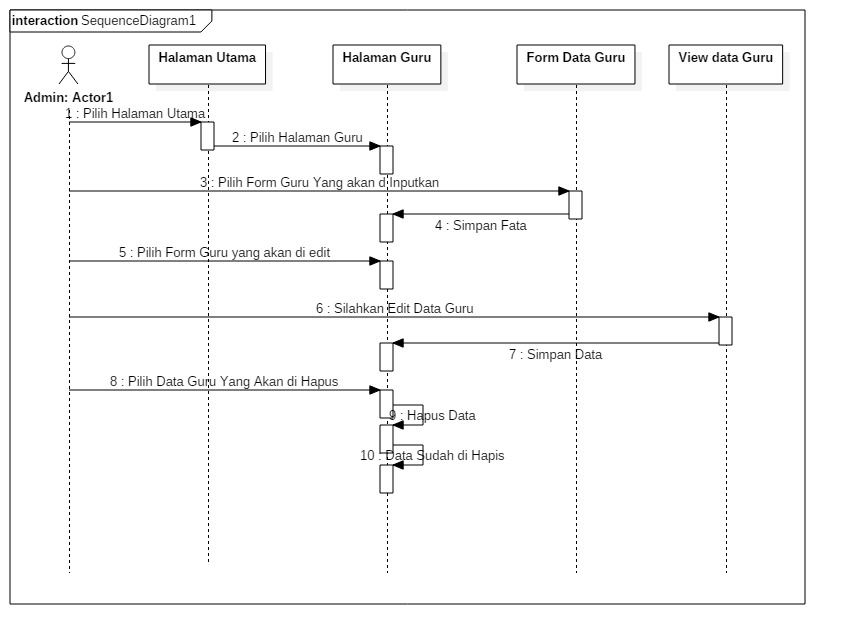 interaction SequenceDiagram1
Halaman Utama
Halaman Guru
Form Data Guru
View data Guru
Admin: Actor1
1 : Pilih Halaman Utama
2 : Pilih Halaman Guru
3 : Pilih Form Guru Yang akan d Inputkan
4 : Simpan Fata
5 : Pilih Form Guru yang akan di edit
6 : Silahkan Edit Data Guru
7 : Simpan Data
8 : Pilih Data Guru Yang Akan di Hapus
9 : Hapus Data
10 : Data Sudah di Hapis